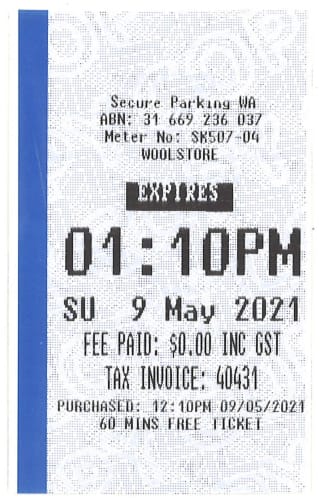 Secure Parking WA
ABN: 31 669 236 037
Meter No: SK507-04
WOOLSTORE
EXPIRES
01:10PM
SU 9 May 2021
FEE PAID: $0.00 INC GST
TAX INVOICE: 40431
PURCHASED: 12:10PM 09/05/2021
60 MINS FREE TICKET